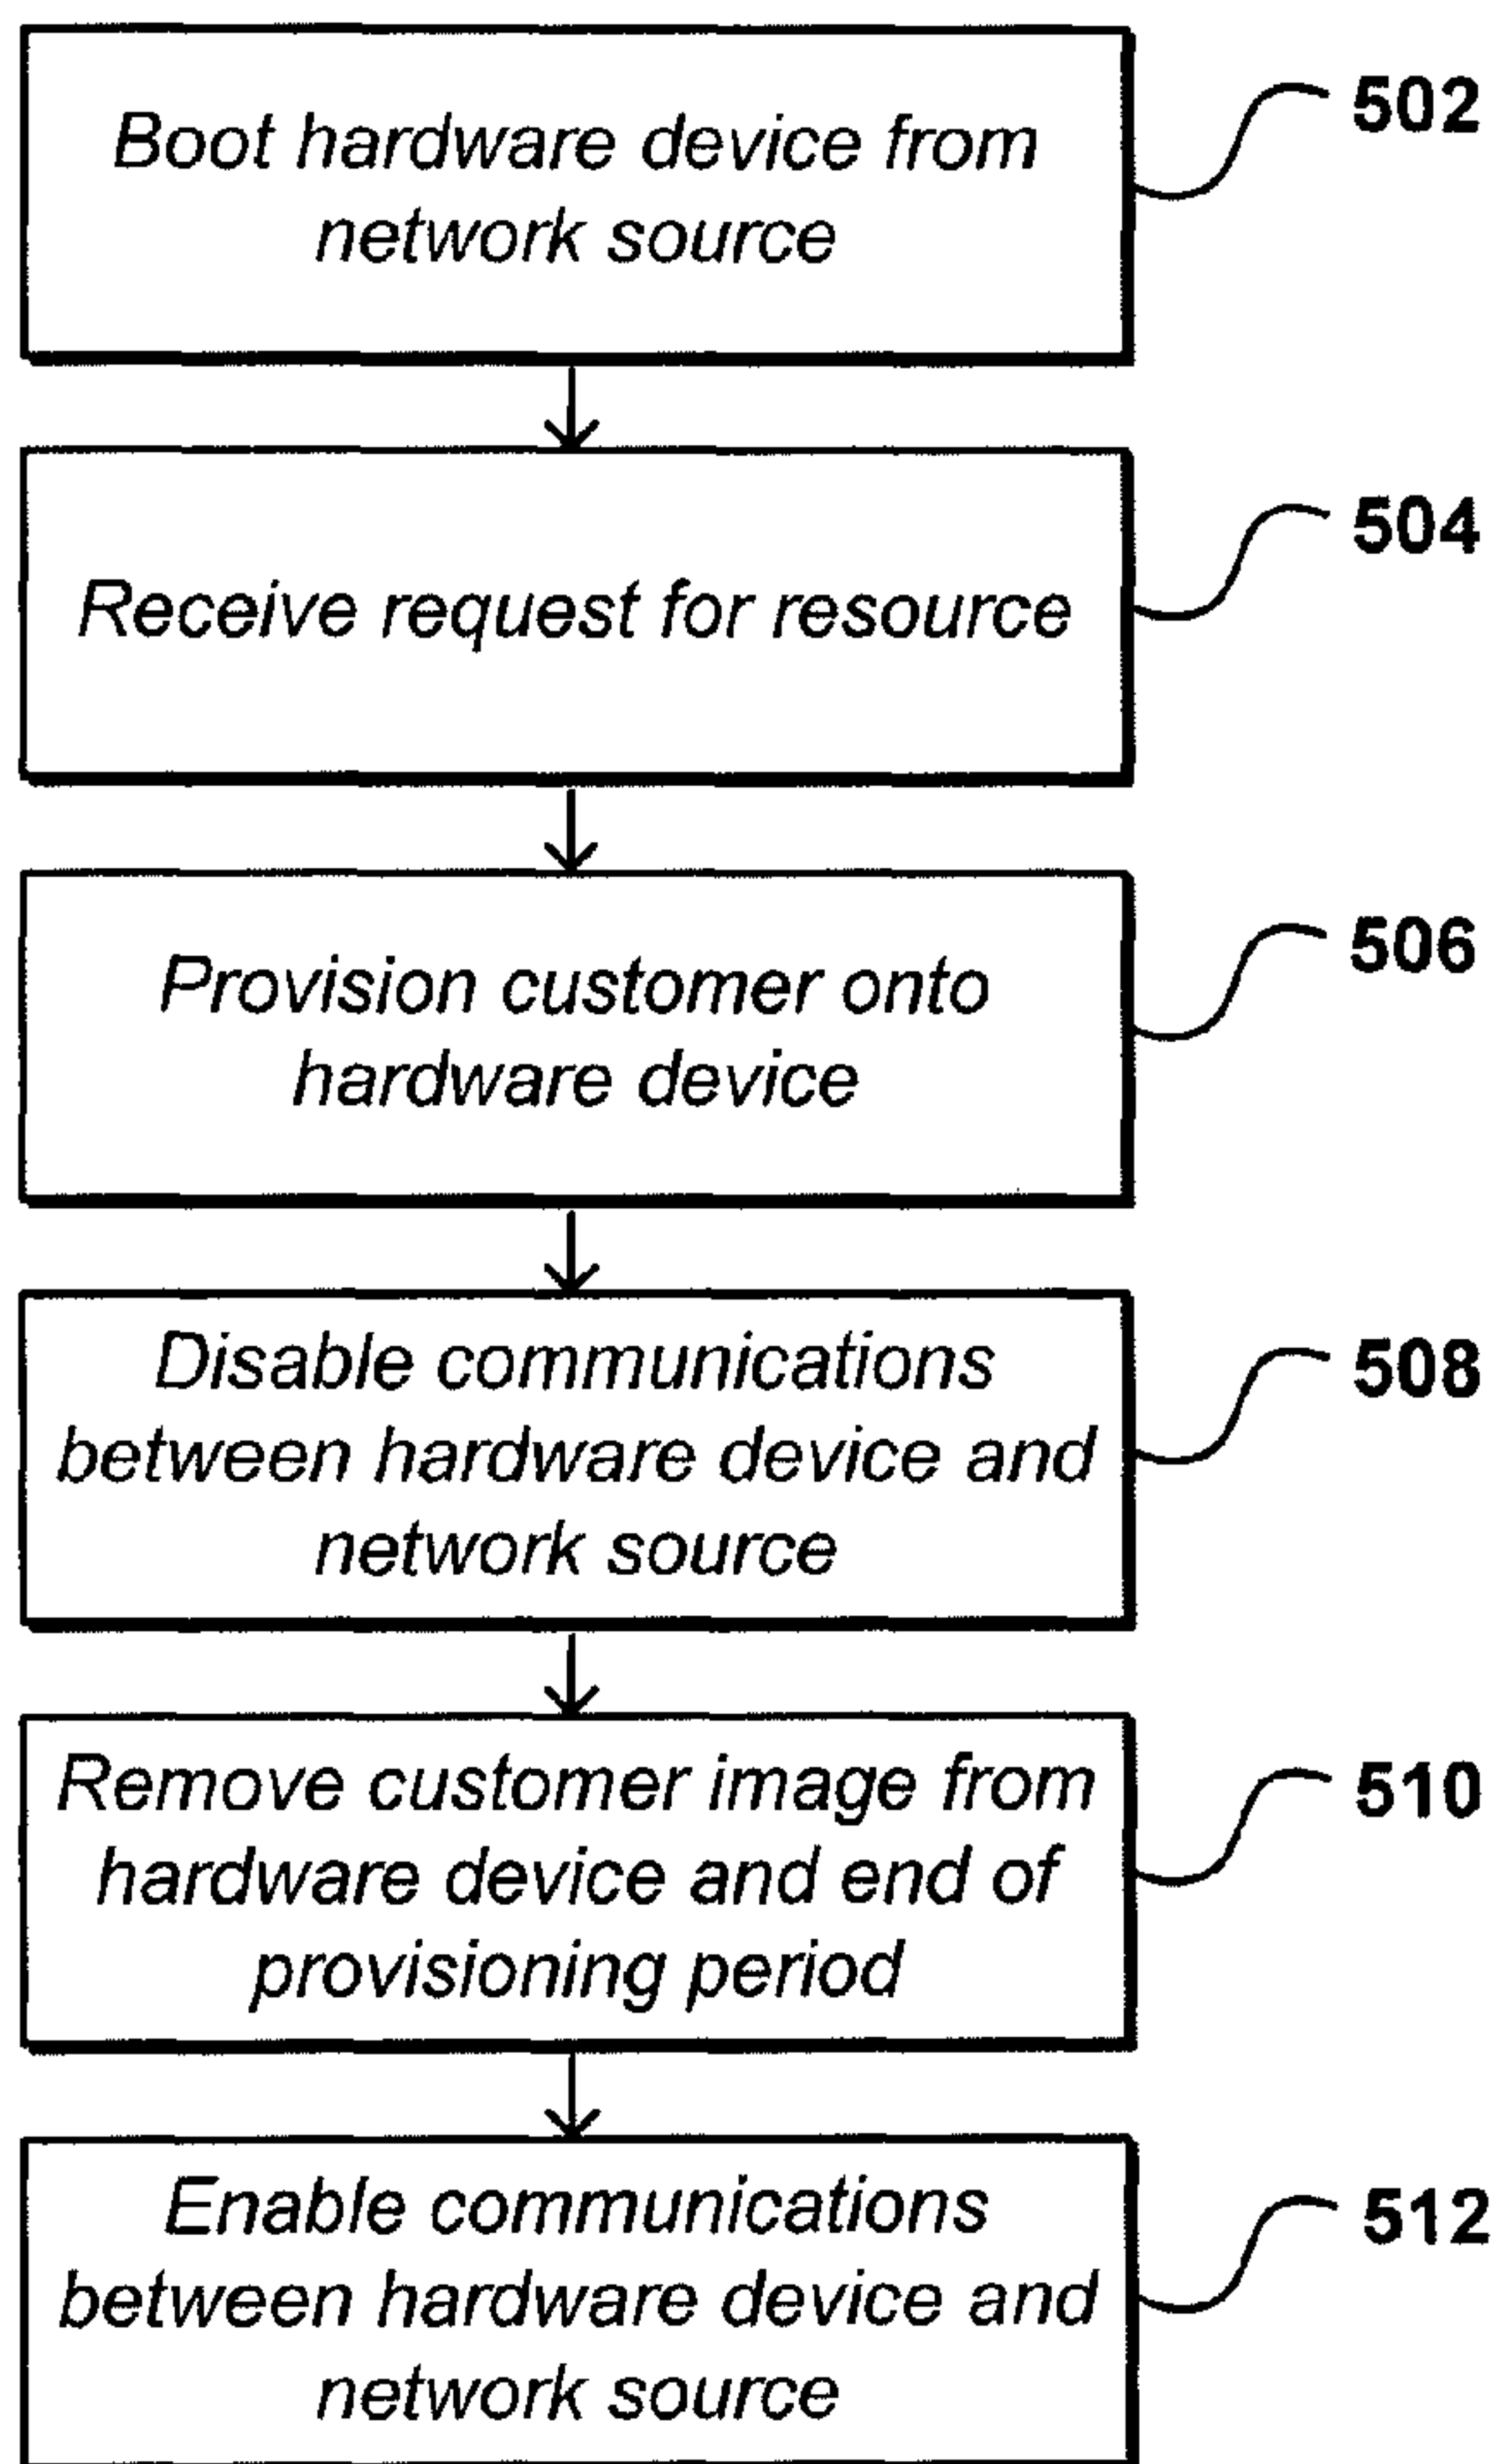 Boot hardware device from
network source
502
Receive request for resource
504
Provision customer onto
hardware device
506
Disable communications
between hardware device and
network source
508
Remove customer image from
hardware device and end of
provisioning period
510
Enable communications
between hardware device and
network source
512